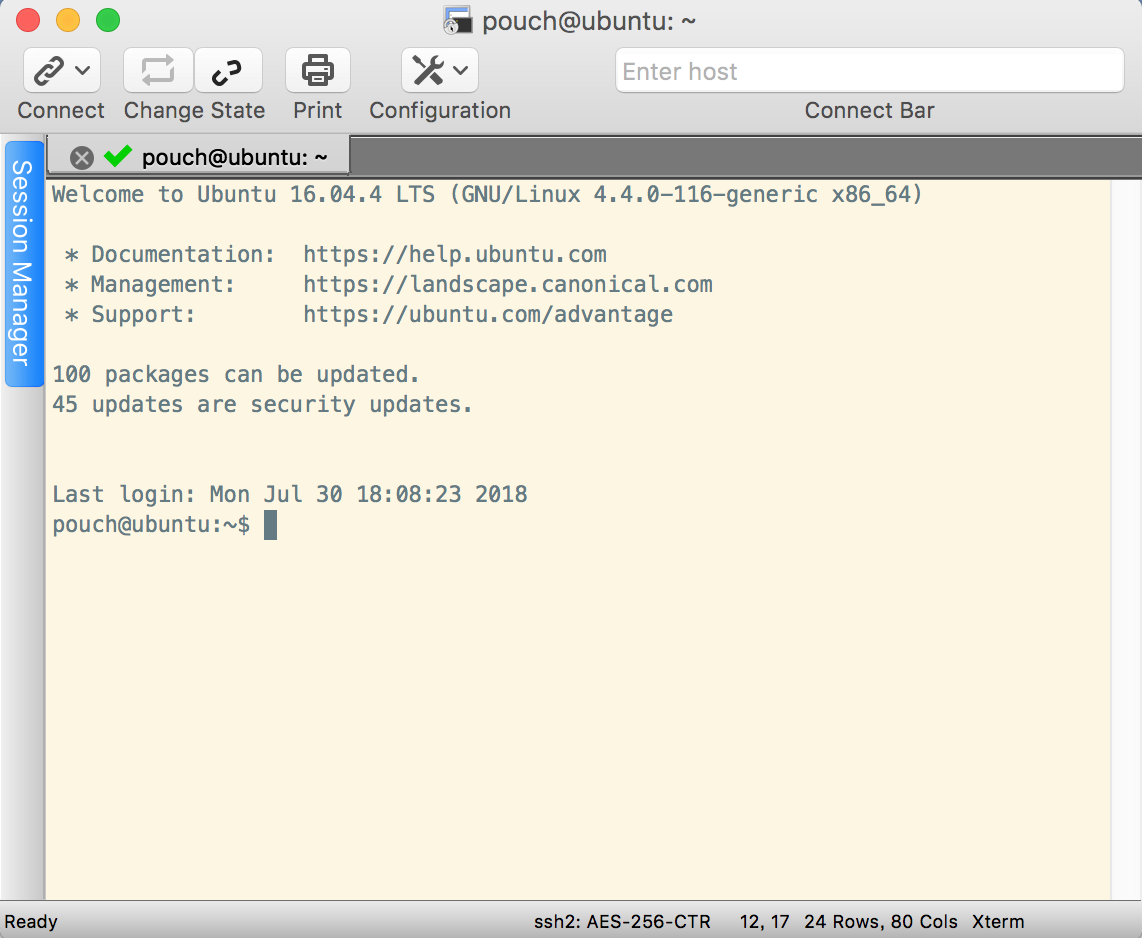 pouch@ubuntu: ~
Enter host
Connect Change State Print Configuration Connect Bar
pouch@ubuntu: ~
Session Manager
Welcome to Ubuntu 16.04.4 LTS (GNU/Linux 4.4.0-116-generic x86_64)
* Documentation: https://help.ubuntu.com
* Management: https://landscape.canonical.com
* Support: https://ubuntu.com/advantage
100 packages can be updated.
45 updates are security updates.
Last login: Mon Jul 30 18:08:23 2018
pouch@ubuntu:~$
Ready ssh2: AES-256-CTR 12, 17 24 Rows, 80 Cols Xterm